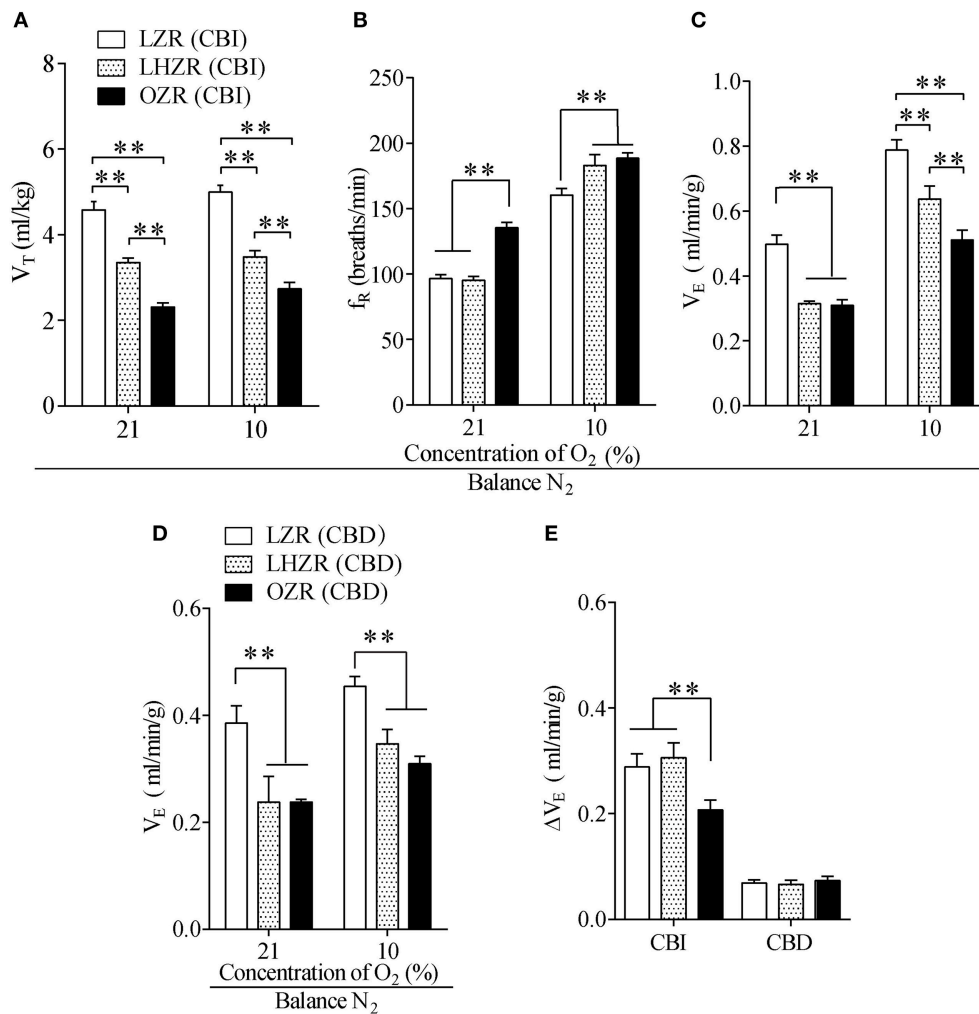 A
LZR (CBI)
LHZR (CBI)
OZR (CBI)
8
6
4
2
0
V_T (ml/kg)
**
**
**
**
**
**
21
10
B
250
200
150
100
50
0
f_R (breaths/min)
**
**
21
10
C
1.0
0.8
0.6
0.4
0.2
0.0
V_E ( ml/min/g)
**
**
**
**
21
10
Concentration of O₂ (%)
Balance N₂
D
LZR (CBD)
LHZR (CBD)
OZR (CBD)
0.6
0.4
0.2
0.0
V_E ( ml/min/g)
**
**
21
10
Concentration of O₂ (%)
Balance N₂
E
0.6
0.4
0.2
0.0
ΔV_E ( ml/min/g)
**
CBI
CBD